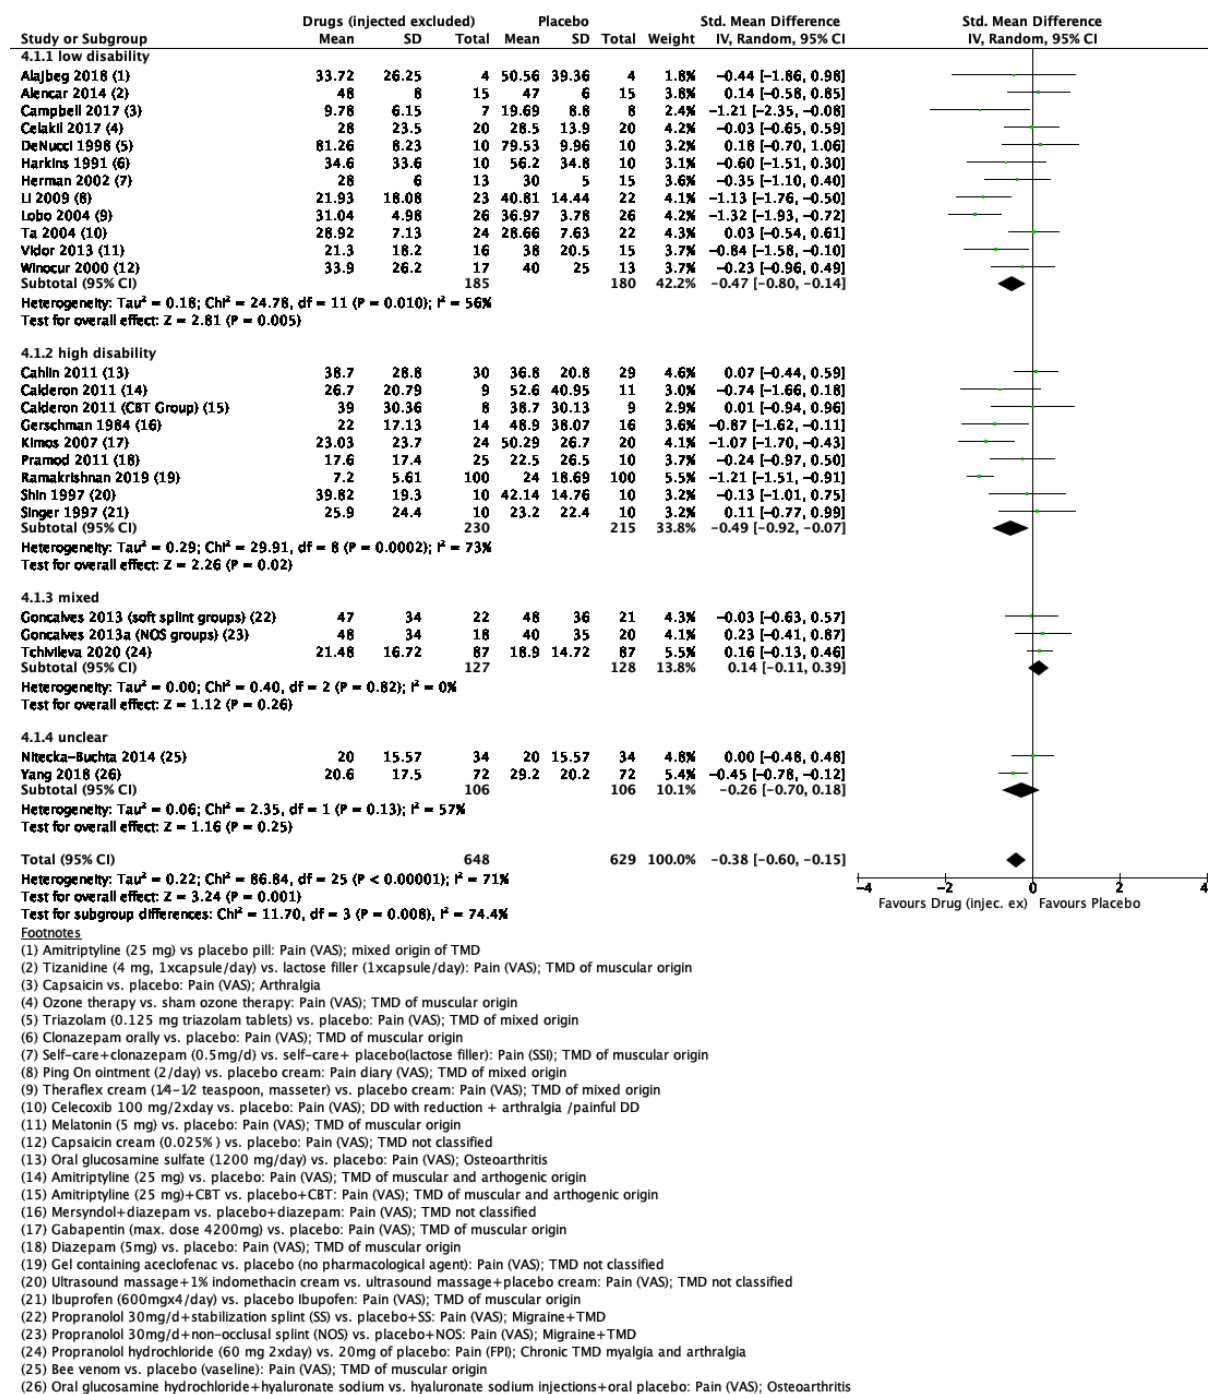 Drugs (injected excluded) Placebo Std. Mean Difference Std. Mean Difference
Study or Subgroup Mean SD Total Mean SD Total Weight IV, Random, 95% CI IV, Random, 95% CI
4.1.1 low disability
Alajbeg 2018 (1) 33.72 26.25 4 50.56 39.36 4 1.8% −0.44 [−1.86, 0.98]
Alencar 2014 (2) 48 8 15 47 6 15 3.8% 0.14 [−0.58, 0.85]
Campbell 2017 (3) 9.78 6.15 7 19.69 8.8 8 2.4% −1.21 [−2.35, −0.08]
Celakil 2017 (4) 28 23.5 20 28.5 13.9 20 4.2% −0.03 [−0.65, 0.59]
DeNucci 1998 (5) 81.26 8.23 10 79.53 9.96 10 3.2% 0.18 [−0.70, 1.06]
Harkins 1991 (6) 34.6 33.6 10 56.2 34.8 10 3.1% −0.60 [−1.51, 0.30]
Herman 2002 (7) 28 6 13 30 5 15 3.6% −0.35 [−1.10, 0.40]
Li 2009 (8) 21.93 18.08 23 40.81 14.44 22 4.1% −1.13 [−1.76, −0.50]
Lobo 2004 (9) 31.04 4.98 26 36.97 3.78 26 4.2% −1.32 [−1.93, −0.72]
Ta 2004 (10) 28.92 7.13 24 28.66 7.63 22 4.4% 0.03 [−0.54, 0.61]
Vidor 2013 (11) 21.3 18.2 16 38 20.5 15 3.7% −0.84 [−1.58, −0.10]
Winocur 2000 (12) 33.9 26.2 17 40 25 13 3.7% −0.23 [−0.96, 0.49]
Subtotal (95% CI) 185 180 42.2% −0.47 [−0.80, −0.14]
Heterogeneity: Tau² = 0.18; Chi² = 24.78, df = 11 (P = 0.010); I² = 56%
Test for overall effect: Z = 2.81 (P = 0.005)
4.1.2 high disability
Cahlin 2011 (13) 38.7 28.8 30 36.8 20.8 29 4.6% 0.07 [−0.44, 0.59]
Calderon 2011 (14) 26.7 20.79 9 52.6 40.95 11 3.0% −0.74 [−1.66, 0.18]
Calderon 2011 (CBT Group) (15) 39 30.36 8 38.7 30.13 9 2.9% 0.01 [−0.94, 0.96]
Gerschman 1984 (16) 22 17.13 14 48.9 38.07 16 3.6% −0.87 [−1.62, −0.11]
Kimos 2007 (17) 23.03 23.7 24 50.29 26.7 20 4.1% −1.07 [−1.70, −0.43]
Pramod 2011 (18) 17.6 17.4 25 22.5 26.5 10 3.7% −0.24 [−0.97, 0.50]
Ramakrishnan 2019 (19) 7.2 5.61 100 24 18.69 100 5.5% −1.21 [−1.51, −0.91]
Shin 1997 (20) 39.82 19.3 10 42.14 14.76 10 3.2% −0.13 [−1.01, 0.75]
Singer 1997 (21) 25.9 24.4 10 23.2 22.4 10 3.2% 0.11 [−0.77, 0.99]
Subtotal (95% CI) 230 215 33.8% −0.49 [−0.92, −0.07]
Heterogeneity: Tau² = 0.29; Chi² = 29.91, df = 8 (P = 0.0002); I² = 73%
Test for overall effect: Z = 2.26 (P = 0.02)
4.1.3 mixed
Goncalves 2013 (soft splint groups) (22) 47 34 22 48 36 21 4.3% −0.03 [−0.63, 0.57]
Goncalves 2013a (NOS groups) (23) 48 34 18 40 35 20 4.1% 0.23 [−0.41, 0.87]
Tchivileva 2020 (24) 21.48 16.72 87 18.9 14.72 87 5.5% 0.16 [−0.13, 0.46]
Subtotal (95% CI) 127 128 13.8% 0.14 [−0.11, 0.39]
Heterogeneity: Tau² = 0.00; Chi² = 0.40, df = 2 (P = 0.82); I² = 0%
Test for overall effect: Z = 1.12 (P = 0.26)
4.1.4 unclear
Nitecka−Buchta 2014 (25) 20 15.57 34 20 15.57 34 4.8% 0.00 [−0.48, 0.48]
Yang 2018 (26) 20.6 17.5 72 29.2 20.2 72 5.4% −0.45 [−0.78, −0.12]
Subtotal (95% CI) 106 106 10.1% −0.26 [−0.70, 0.18]
Heterogeneity: Tau² = 0.06; Chi² = 2.35, df = 1 (P = 0.13); I² = 57%
Test for overall effect: Z = 1.16 (P = 0.25)
Total (95% CI) 648 629 100.0% −0.38 [−0.60, −0.15]
Heterogeneity: Tau² = 0.22; Chi² = 86.84, df = 25 (P < 0.00001); I² = 71%
Test for overall effect: Z = 3.24 (P = 0.001)
Test for subgroup differences: Chi² = 11.70, df = 3 (P = 0.008), I² = 74.4%
−4 −2 0 2 4
Favours Drug (injec. ex) Favours Placebo
Footnotes
(1) Amitriptyline (25 mg) vs placebo pill: Pain (VAS); mixed origin of TMD
(2) Tizanidine (4 mg, 1xcapsule/day) vs. lactose filler (1xcapsule/day): Pain (VAS); TMD of muscular origin
(3) Capsaicin vs. placebo: Pain (VAS); Arthralgia
(4) Ozone therapy vs. sham ozone therapy: Pain (VAS); TMD of muscular origin
(5) Triazolam (0.125 mg triazolam tablets) vs. placebo: Pain (VAS); TMD of mixed origin
(6) Clonazepam orally vs. placebo: Pain (VAS); TMD of muscular origin
(7) Self-care+clonazepam (0.5mg/d) vs. self-care+ placebo(lactose filler): Pain (SSI); TMD of muscular origin
(8) Ping On ointment (2/day) vs. placebo cream: Pain diary (VAS); TMD of mixed origin
(9) Theraflex cream (1⁄4–1⁄2 teaspoon, masseter) vs. placebo cream: Pain (VAS); TMD of mixed origin
(10) Celecoxib 100 mg/2xday vs. placebo: Pain (VAS); DD with reduction + arthralgia /painful DD
(11) Melatonin (5 mg) vs. placebo: Pain (VAS); TMD of muscular origin
(12) Capsaicin cream (0.025% ) vs. placebo: Pain (VAS); TMD not classified
(13) Oral glucosamine sulfate (1200 mg/day) vs. placebo: Pain (VAS); Osteoarthritis
(14) Amitriptyline (25 mg) vs. placebo: Pain (VAS); TMD of muscular and arthogenic origin
(15) Amitriptyline (25 mg)+CBT vs. placebo+CBT: Pain (VAS); TMD of muscular and arthogenic origin
(16) Mersyndol+diazepam vs. placebo+diazepam: Pain (VAS); TMD not classified
(17) Gabapentin (max. dose 4200mg) vs. placebo: Pain (VAS); TMD of muscular origin
(18) Diazepam (5mg) vs. placebo: Pain (VAS); TMD of muscular origin
(19) Gel containing aceclofenac vs. placebo (no pharmacological agent): Pain (VAS); TMD not classified
(20) Ultrasound massage+1% indomethacin cream vs. ultrasound massage+placebo cream: Pain (VAS); TMD not classified
(21) Ibuprofen (600mgx4/day) vs. placebo Ibupofen: Pain (VAS); TMD of muscular origin
(22) Propranolol 30mg/d+stabilization splint (SS) vs. placebo+SS: Pain (VAS); Migraine+TMD
(23) Propranolol 30mg/d+non-occlusal splint (NOS) vs. placebo+NOS: Pain (VAS); Migraine+TMD
(24) Propranolol hydrochloride (60 mg 2xday) vs. 20mg of placebo: Pain (FPI); Chronic TMD myalgia and arthralgia
(25) Bee venom vs. placebo (vaseline): Pain (VAS); TMD of muscular origin
(26) Oral glucosamine hydrochloride+hyaluronate sodium vs. hyaluronate sodium injections+oral placebo: Pain (VAS); Osteoarthritis